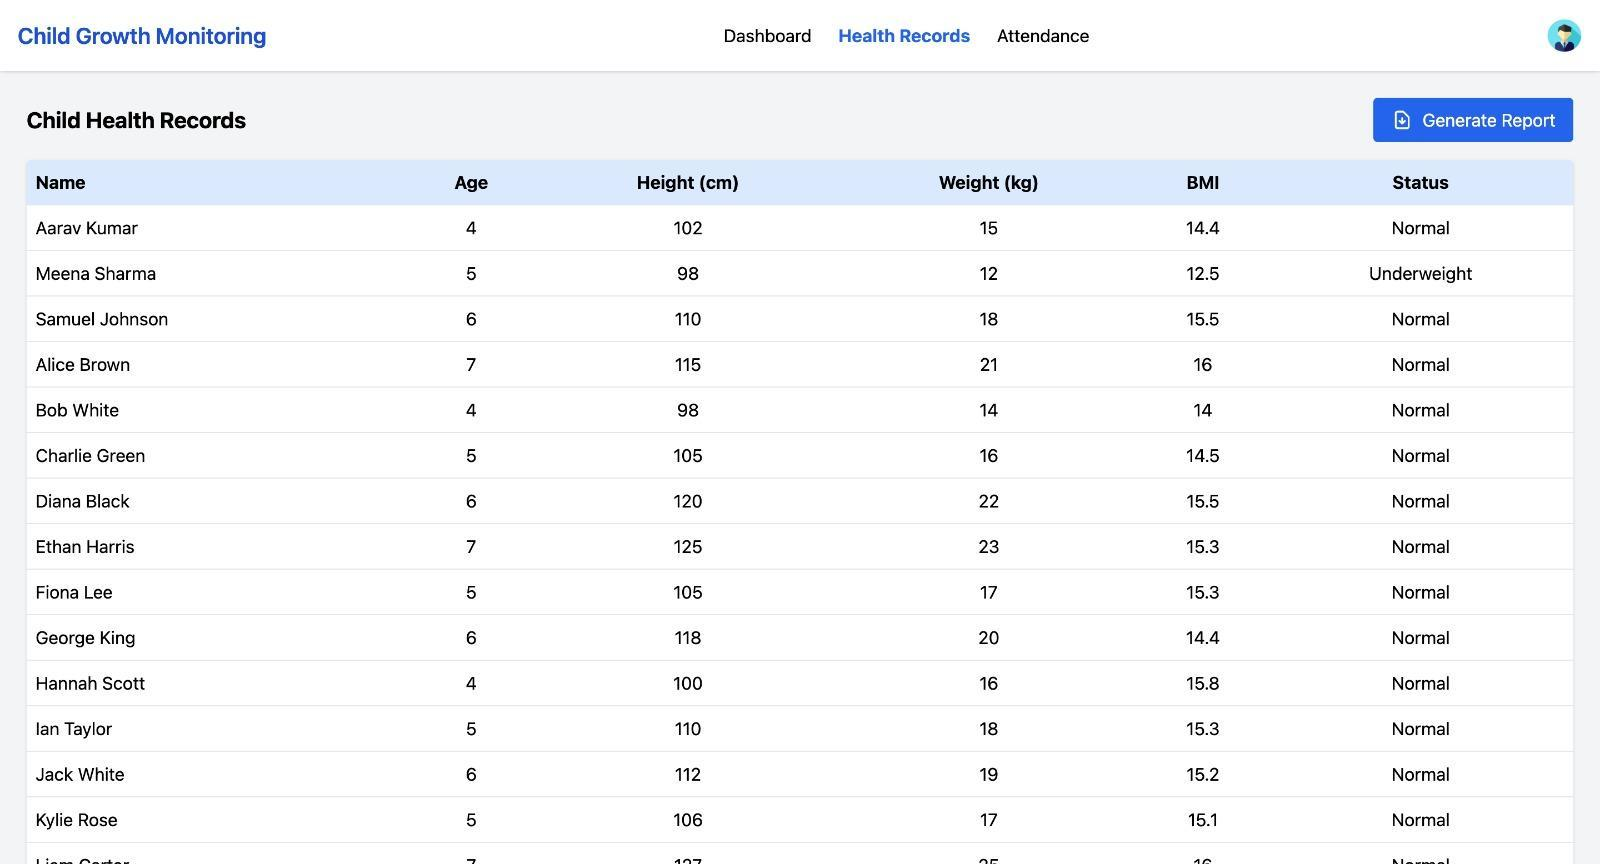 Child Growth Monitoring Dashboard Health Records Attendance
Child Health Records Generate Report
Name Age Height (cm) Weight (kg) BMI Status
Aarav Kumar 4 102 15 14.4 Normal
Meena Sharma 5 98 12 12.5 Underweight
Samuel Johnson 6 110 18 15.5 Normal
Alice Brown 7 115 21 16 Normal
Bob White 4 98 14 14 Normal
Charlie Green 5 105 16 14.5 Normal
Diana Black 6 120 22 15.5 Normal
Ethan Harris 7 125 23 15.3 Normal
Fiona Lee 5 105 17 15.3 Normal
George King 6 118 20 14.4 Normal
Hannah Scott 4 100 16 15.8 Normal
Ian Taylor 5 110 18 15.3 Normal
Jack White 6 112 19 15.2 Normal
Kylie Rose 5 106 17 15.1 Normal